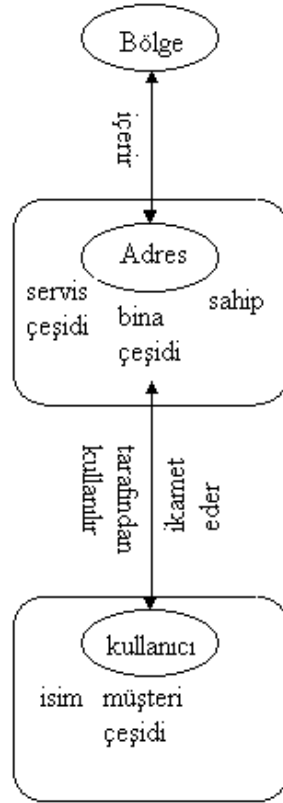 Bölge
içerir
Adres
servis
çeşidi
bina
çeşidi
sahip
tarafından
kullanılır
ikamet
eder
kullanıcı
isim müşteri
çeşidi